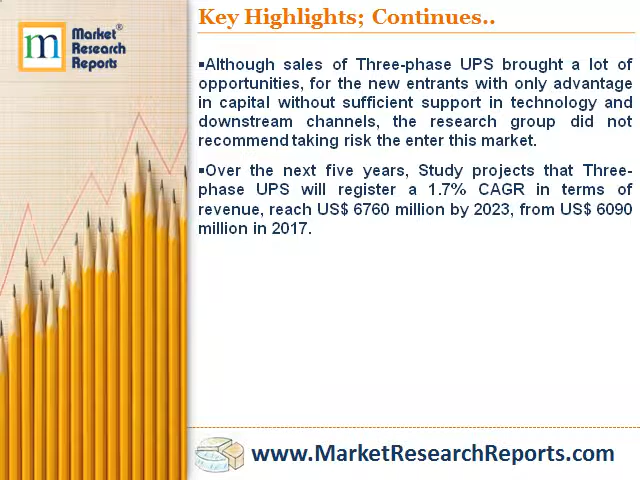 m
Market®
Research
Reports
Key Highlights; Continues..
▪Although sales of Three-phase UPS brought a lot of
opportunities, for the new entrants with only advantage
in capital without sufficient support in technology and
downstream channels, the research group did not
recommend taking risk the enter this market.
▪Over the next five years, Study projects that Three-
phase UPS will register a 1.7% CAGR in terms of
revenue, reach US$ 6760 million by 2023, from US$ 6090
million in 2017.
www.MarketResearchReports.com